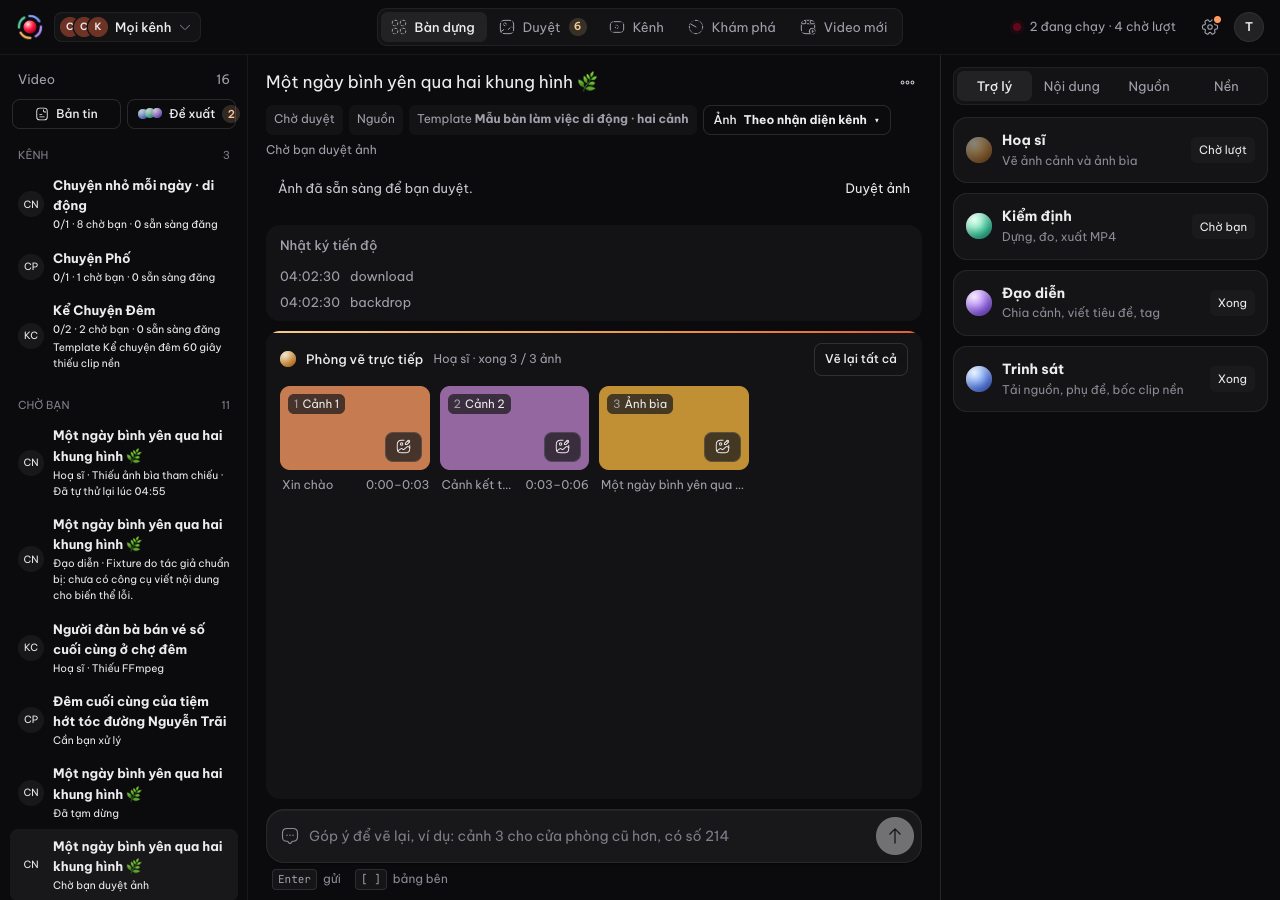 C C K Mọi kênh
Bàn dựng
Duyệt 6
Kênh
Khám phá
Video mới
2 đang chạy · 4 chờ lượt
T
Video 16
Bản tin
Đề xuất 2
KÊNH 3
CN
Chuyện nhỏ mỗi ngày · di
động
0/1 · 8 chờ bạn · 0 sẵn sàng đăng
CP
Chuyện Phố
0/1 · 1 chờ bạn · 0 sẵn sàng đăng
KC
Kể Chuyện Đêm
0/2 · 2 chờ bạn · 0 sẵn sàng đăng
Template Kể chuyện đêm 60 giây
thiếu clip nền
CHỜ BẠN 11
CN
Một ngày bình yên qua hai
khung hình 🌿
Hoạ sĩ · Thiếu ảnh bìa tham chiếu ·
Đã tự thử lại lúc 04:55
CN
Một ngày bình yên qua hai
khung hình 🌿
Đạo diễn · Fixture do tác giả chuẩn
bị: chưa có công cụ viết nội dung
cho biến thể lỗi.
KC
Người đàn bà bán vé số
cuối cùng ở chợ đêm
Hoạ sĩ · Thiếu FFmpeg
CP
Đêm cuối cùng của tiệm
hớt tóc đường Nguyễn Trãi
Cần bạn xử lý
CN
Một ngày bình yên qua hai
khung hình 🌿
Đã tạm dừng
CN
Một ngày bình yên qua hai
khung hình 🌿
Chờ bạn duyệt ảnh
Một ngày bình yên qua hai khung hình 🌿
Chờ duyệt
Nguồn
Template Mẫu bàn làm việc di động · hai cảnh
Ảnh Theo nhận diện kênh
Chờ bạn duyệt ảnh
Ảnh đã sẵn sàng để bạn duyệt.
Duyệt ảnh
Nhật ký tiến độ
04:02:30 download
04:02:30 backdrop
Phòng vẽ trực tiếp Hoạ sĩ · xong 3 / 3 ảnh
Vẽ lại tất cả
1 Cảnh 1
2 Cảnh 2
3 Ảnh bìa
Xin chào 0:00–0:03
Cảnh kết t... 0:03–0:06
Một ngày bình yên qua ...
Góp ý để vẽ lại, ví dụ: cảnh 3 cho cửa phòng cũ hơn, có số 214
Enter gửi [ ] bảng bên
Trợ lý
Nội dung
Nguồn
Nền
Hoạ sĩ
Vẽ ảnh cảnh và ảnh bìa
Chờ lượt
Kiểm định
Dựng, đo, xuất MP4
Chờ bạn
Đạo diễn
Chia cảnh, viết tiêu đề, tag
Xong
Trinh sát
Tải nguồn, phụ đề, bốc clip nền
Xong